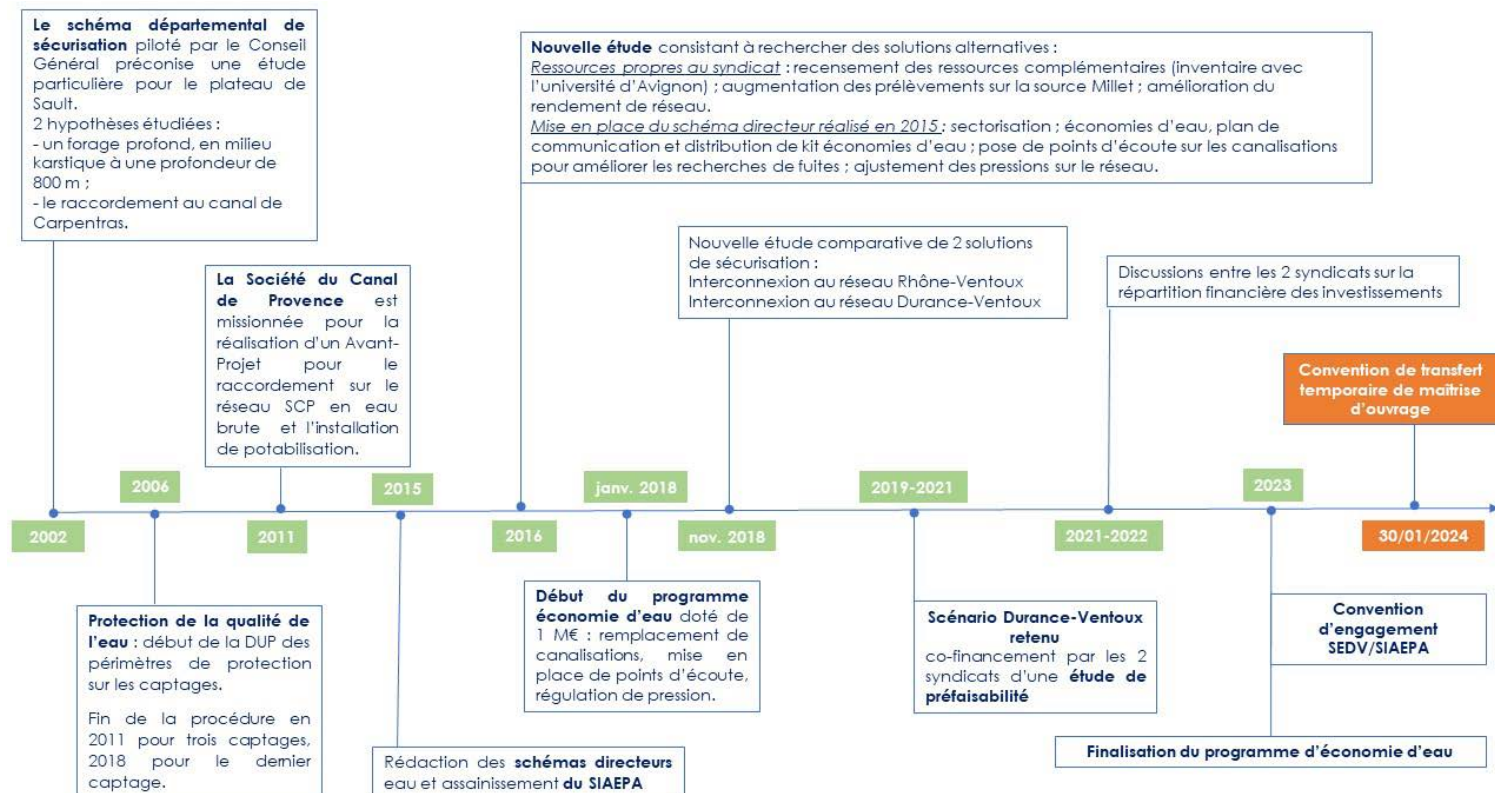 Le schéma départemental de
sécurisation piloté par le Conseil
Général préconise une étude
particulière pour le plateau de
Sault.
2 hypothèses étudiées :
- un forage profond, en milieu
karstique à une profondeur de
800 m ;
- le raccordement au canal de
Carpentras.
Nouvelle étude consistant à rechercher des solutions alternatives :
Ressources propres au syndicat : recensement des ressources complémentaires (inventaire avec
l'université d'Avignon) ; augmentation des prélèvements sur la source Millet ; amélioration du
rendement de réseau.
Mise en place du schéma directeur réalisé en 2015 : sectorisation ; économies d'eau, plan de
communication et distribution de kit économies d'eau ; pose de points d'écoute sur les canalisations
pour améliorer les recherches de fuites ; ajustement des pressions sur le réseau.
La Société du Canal
de Provence est
missionnée pour la
réalisation d'un Avant-
Projet pour le
raccordement sur le
réseau SCP en eau
brute et l'installation
de potabilisation.
Nouvelle étude comparative de 2 solutions
de sécurisation :
Interconnexion au réseau Rhône-Ventoux
Interconnexion au réseau Durance-Ventoux
Discussions entre les 2 syndicats sur la
répartition financière des investissements
Convention de transfert
temporaire de maîtrise
d'ouvrage
2006
2015
janv. 2018
2019-2021
2023
2002
2011
2016
nov. 2018
2021-2022
30/01/2024
Protection de la qualité de
l'eau : début de la DUP des
périmètres de protection
sur les captages.
Fin de la procédure en
2011 pour trois captages,
2018 pour le dernier
captage.
Rédaction des schémas directeurs
eau et assainissement du SIAEPA
Début du programme
économie d'eau doté de
1 M€ : remplacement de
canalisations, mise en
place de points d'écoute,
régulation de pression.
Scénario Durance-Ventoux
retenu
co-financement par les 2
syndicats d'une étude de
préfaisabilité
Convention
d'engagement
SEDV/SIAEPA
Finalisation du programme d'économie d'eau